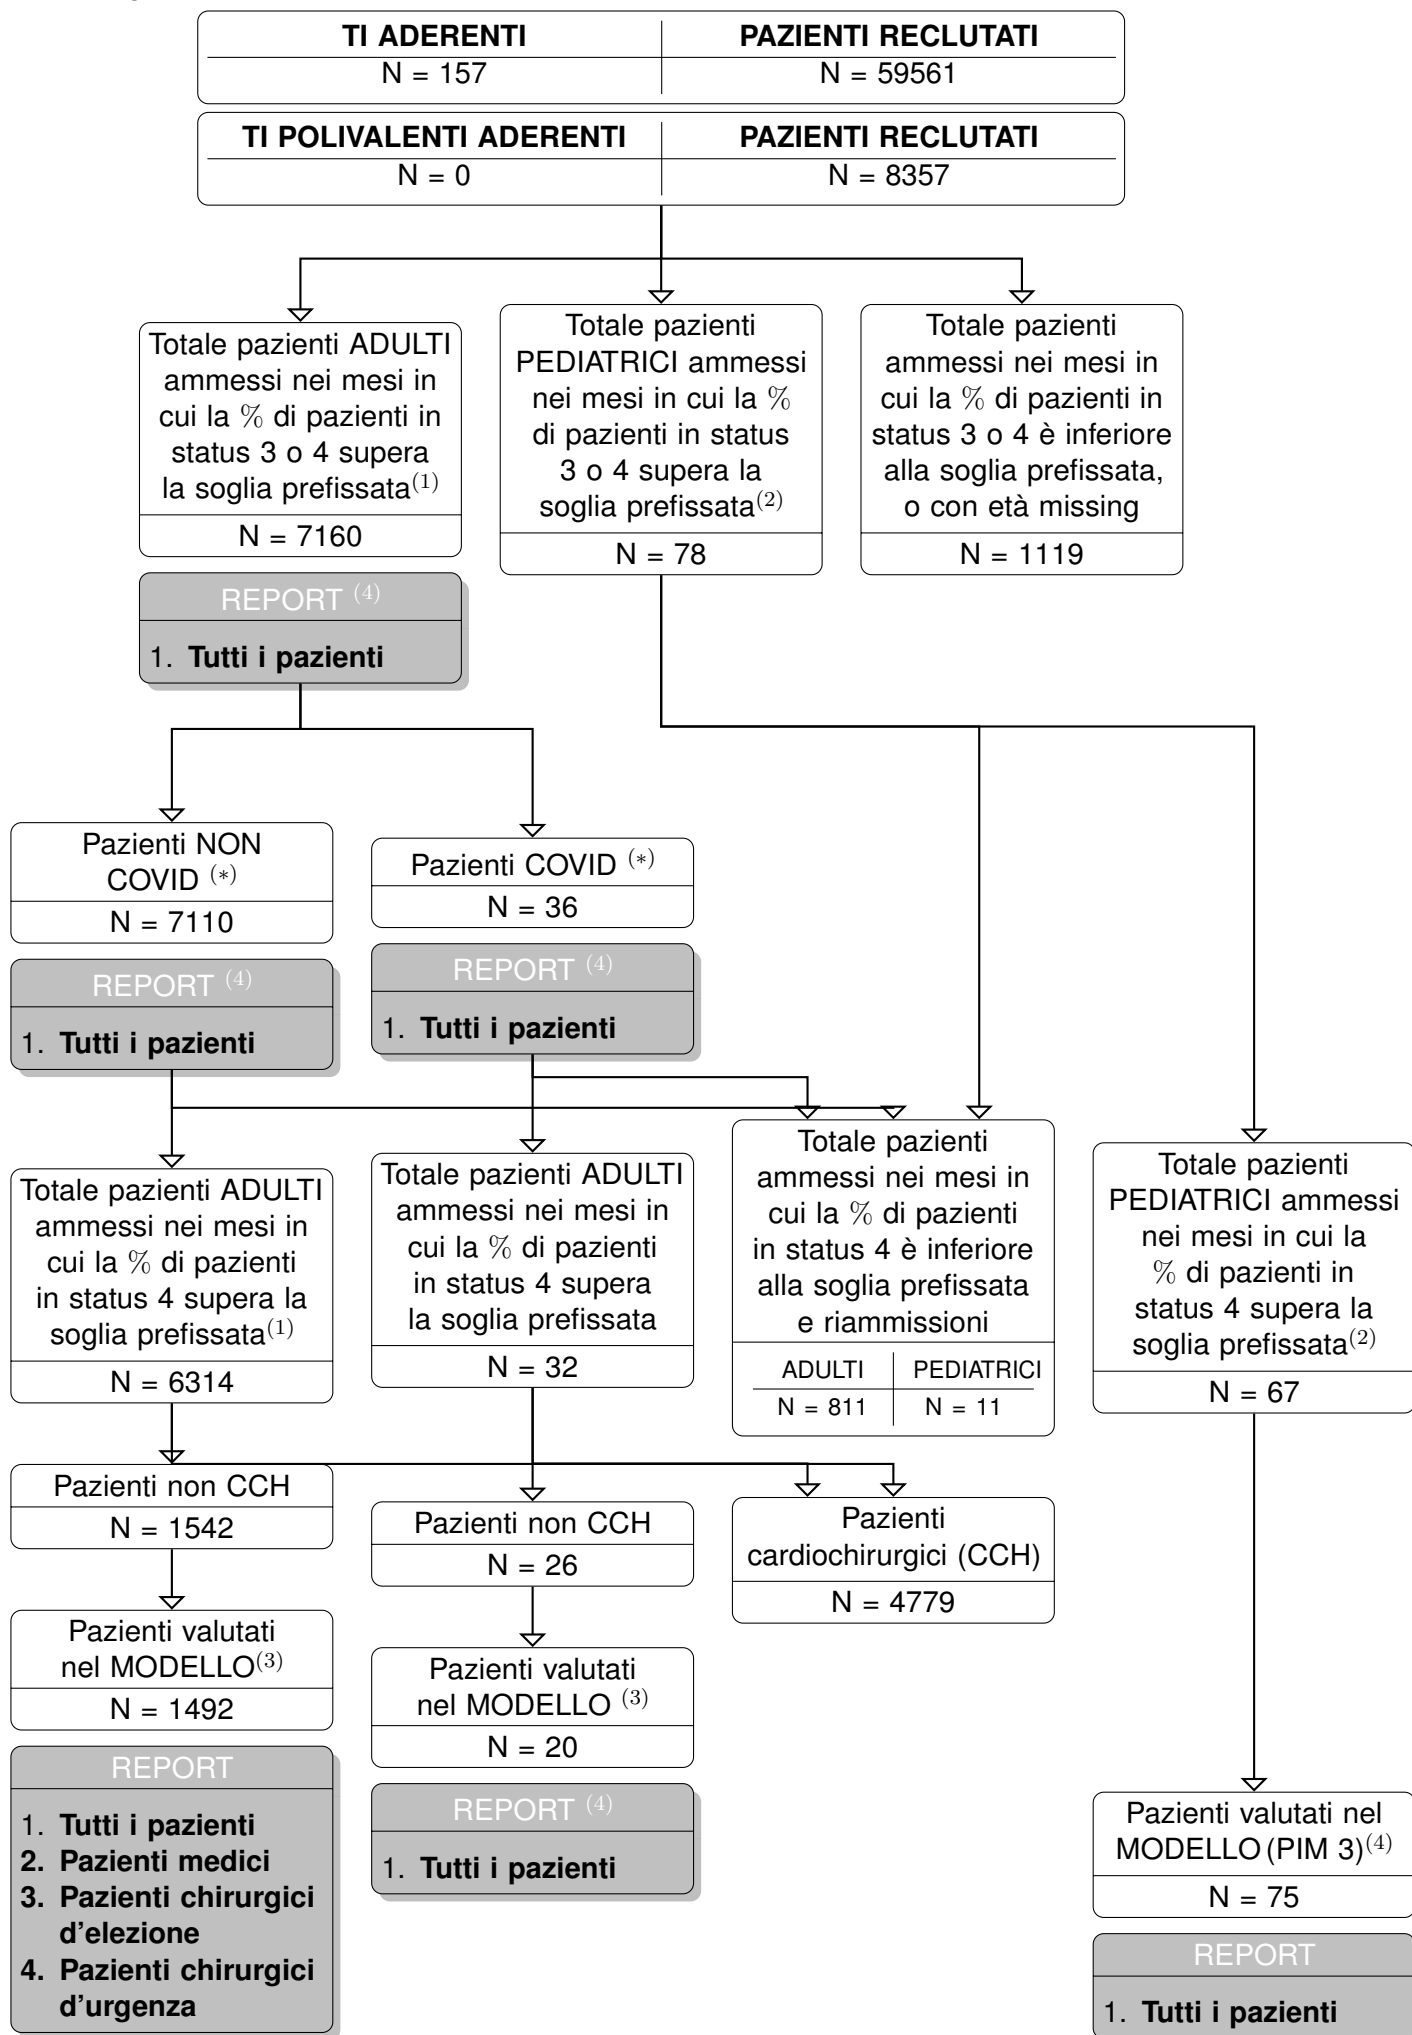 TI ADERENTI PAZIENTI RECLUTATI
N = 157 N = 59561
TI POLIVALENTI ADERENTI PAZIENTI RECLUTATI
N = 0 N = 8357
Totale pazienti ADULTI
ammessi nei mesi in
cui la % di pazienti in
status 3 o 4 supera
la soglia prefissata(1)
N = 7160
Totale pazienti
PEDIATRICI ammessi
nei mesi in cui la %
di pazienti in status
3 o 4 supera la
soglia prefissata(2)
N = 78
Totale pazienti
ammessi nei mesi in
cui la % di pazienti in
status 3 o 4 è inferiore
alla soglia prefissata,
o con età missing
N = 1119
REPORT (4)
1. Tutti i pazienti
Pazienti NON
COVID (*)
N = 7110
Pazienti COVID (*)
N = 36
REPORT (4)
1. Tutti i pazienti
REPORT (4)
1. Tutti i pazienti
Totale pazienti ADULTI
ammessi nei mesi in
cui la % di pazienti
in status 4 supera la
soglia prefissata(1)
N = 6314
Totale pazienti ADULTI
ammessi nei mesi in
cui la % di pazienti
in status 4 supera
la soglia prefissata
N = 32
Totale pazienti
ammessi nei mesi in
cui la % di pazienti
in status 4 è inferiore
alla soglia prefissata
e riammissioni
ADULTI PEDIATRICI
N = 811 N = 11
Totale pazienti
PEDIATRICI ammessi
nei mesi in cui la
% di pazienti in
status 4 supera la
soglia prefissata(2)
N = 67
Pazienti non CCH
N = 1542
Pazienti non CCH
N = 26
Pazienti
cardiochirurgici (CCH)
N = 4779
Pazienti valutati
nel MODELLO(3)
N = 1492
Pazienti valutati
nel MODELLO (3)
N = 20
REPORT
1. Tutti i pazienti
2. Pazienti medici
3. Pazienti chirurgici
d'elezione
4. Pazienti chirurgici
d'urgenza
REPORT (4)
1. Tutti i pazienti
Pazienti valutati nel
MODELLO (PIM 3)(4)
N = 75
REPORT
1. Tutti i pazienti